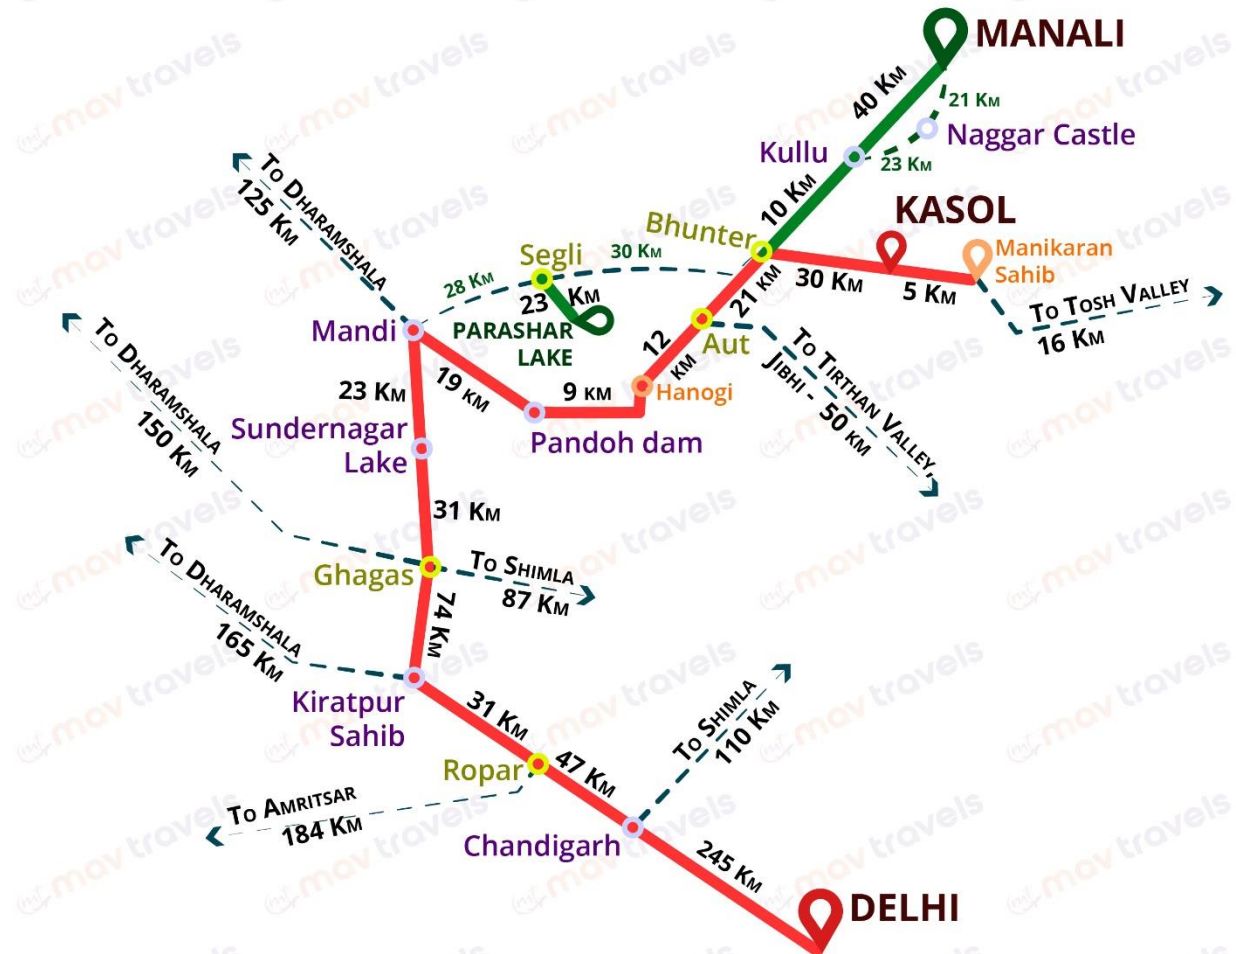 MANALI
40 KM
21 KM
Naggar Castle
Kullu
23 KM
10 KM
KASOL
To DHARAMSHALA
125 KM
Bhunter
Segli
30 KM
28 KM
Manikaran
Sahib
30 KM
5 KM
To TOSH VALLEY
16 KM
23 KM
PARASHAR
LAKE
21 KM
Mandi
Aut
12
KM
To TIRTHAN VALLEY,
JIBHI - 50 KM
To DHARAMSHALA
150 KM
19 KM
9 KM
Hanogi
23 KM
Pandoh dam
Sundernagar
Lake
31 KM
Ghagas
To SHIMLA
87 KM
To DHARAMSHALA
165 KM
74 KM
Kiratpur
Sahib
31 KM
To SHIMLA
110 KM
Ropar
47 KM
To AMRITSAR
184 KM
Chandigarh
245 KM
DELHI
mav travels